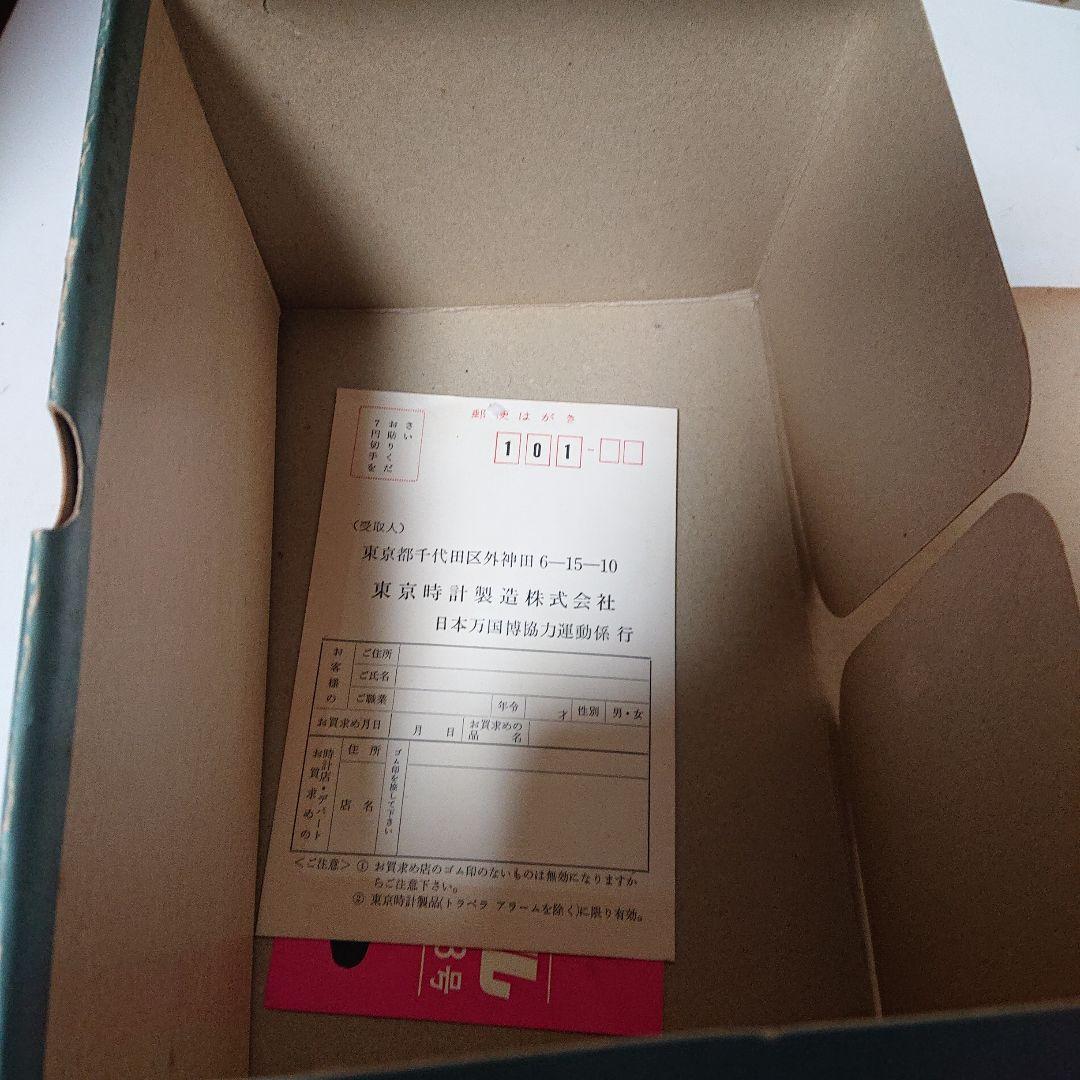 郵便はがき
7円切手を
お貼りくだ
さい
101-
(受取人)
東京都千代田区外神田6—15—10
東京時計製造株式会社
日本万国博協力運動係 行
お客様の
ご住所
ご氏名
ご職業
年令
才
性別
男・女
お買求め月日
月 日
お買求めの
品名
お買求めの
時計店・デパート
住所
店名
ゴム印を捺して下さい
<ご注意> ① お買求め店のゴム印のないものは無効になりますか
らご注意下さい。
② 東京時計製品(トラベラ アラームを除く)に限り有効。
ル
3号